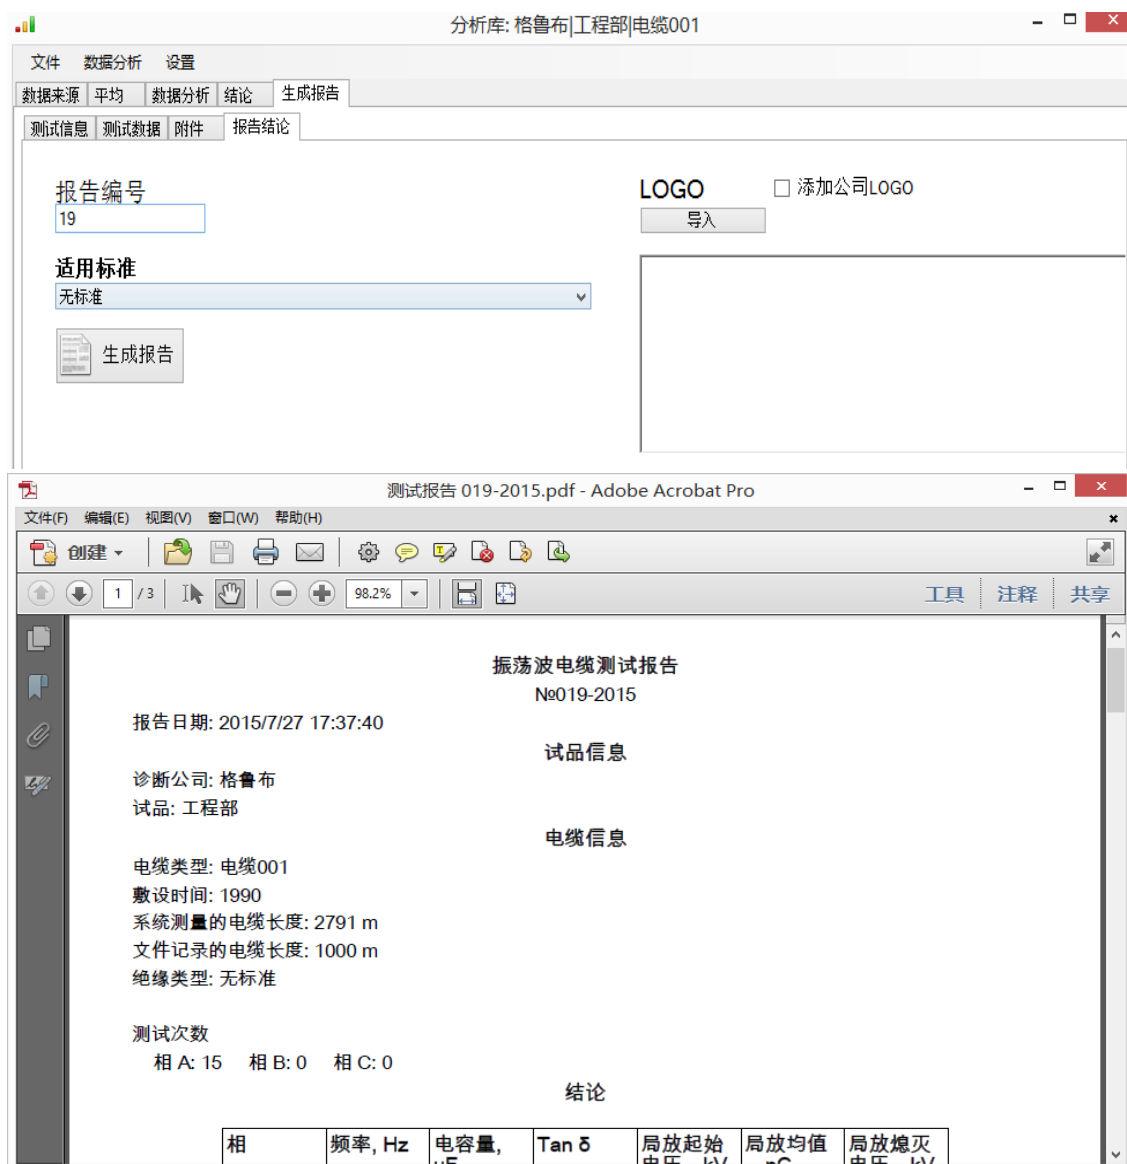 分析库: 格鲁布|工程部|电缆001
文件 数据分析 设置
数据来源 平均 数据分析 结论 生成报告
测试信息 测试数据 附件 报告结论
报告编号
19
LOGO 添加公司LOGO
导入
适用标准
无标准
生成报告
测试报告 019-2015.pdf - Adobe Acrobat Pro
文件(F) 编辑(E) 视图(V) 窗口(W) 帮助(H)
创建
1 / 3 98.2% 工具 注释 共享
振荡波电缆测试报告
№019-2015
报告日期: 2015/7/27 17:37:40
试品信息
诊断公司: 格鲁布
试品: 工程部
电缆信息
电缆类型: 电缆001
敷设时间: 1990
系统测量的电缆长度: 2791 m
文件记录的电缆长度: 1000 m
绝缘类型: 无标准
测试次数
相 A: 15 相 B: 0 相 C: 0
结论
相 频率, Hz 电容量, Tan δ 局放起始 局放均值 局放熄灭